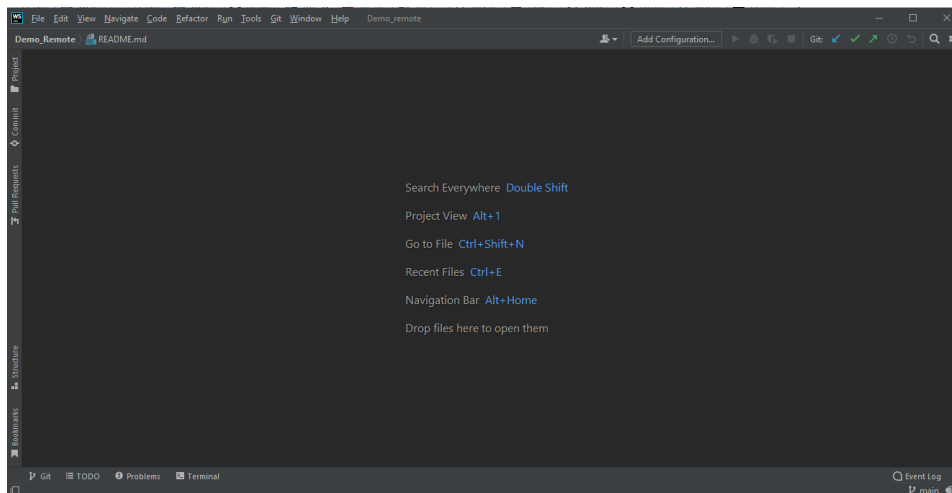 WS File Edit View Navigate Code Refactor Run Tools Git Window Help Demo_remote
Demo_Remote README.md Add Configuration... Git:
Project
Commit
Pull Requests
Search Everywhere Double Shift
Project View Alt+1
Go to File Ctrl+Shift+N
Recent Files Ctrl+E
Navigation Bar Alt+Home
Drop files here to open them
Structure
Bookmarks
Git TODO Problems Terminal Event Log
main